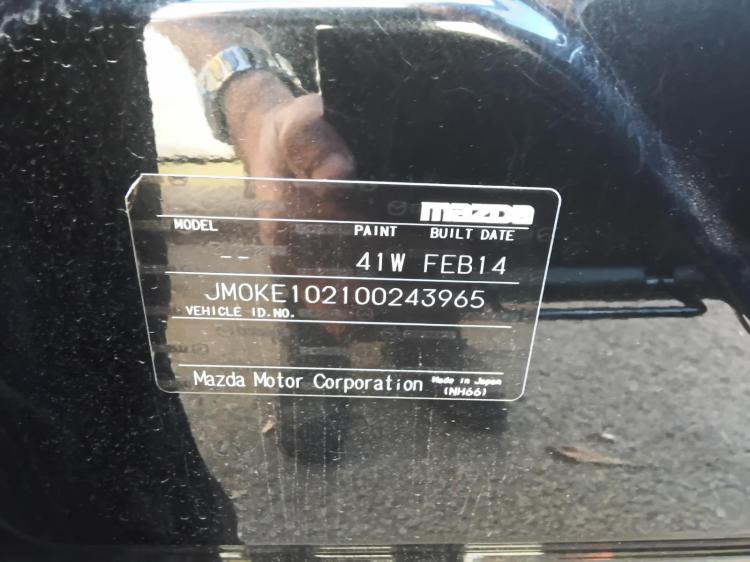 mazda
MODEL PAINT BUILT DATE
-- 41W FEB14
JM0KE102100243965
VEHICLE ID.NO.
Mazda Motor Corporation Made in Japan
(NH66)